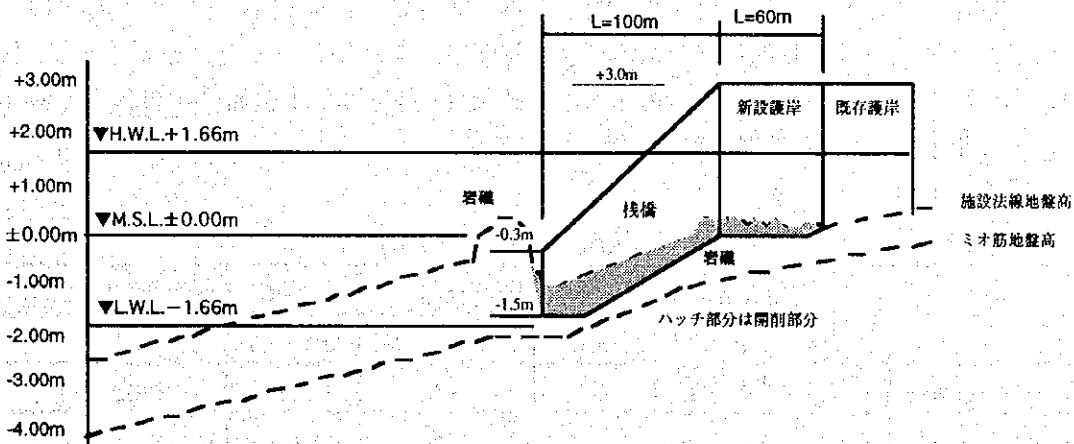 L=100m
L=60m
+3.00m
+3.0m
新設護岸
既存護岸
+2.00m
▼H.W.L.+1.66m
+1.00m
岩礁
桟橋
施設法線地盤高
▼M.S.L.±0.00m
±0.00m
-0.3m
ミオ筋地盤高
岩礁
-1.00m
▼L.W.L.−1.66m
-1.5m
ハッチ部分は開削部分
-2.00m
-3.00m
-4.00m